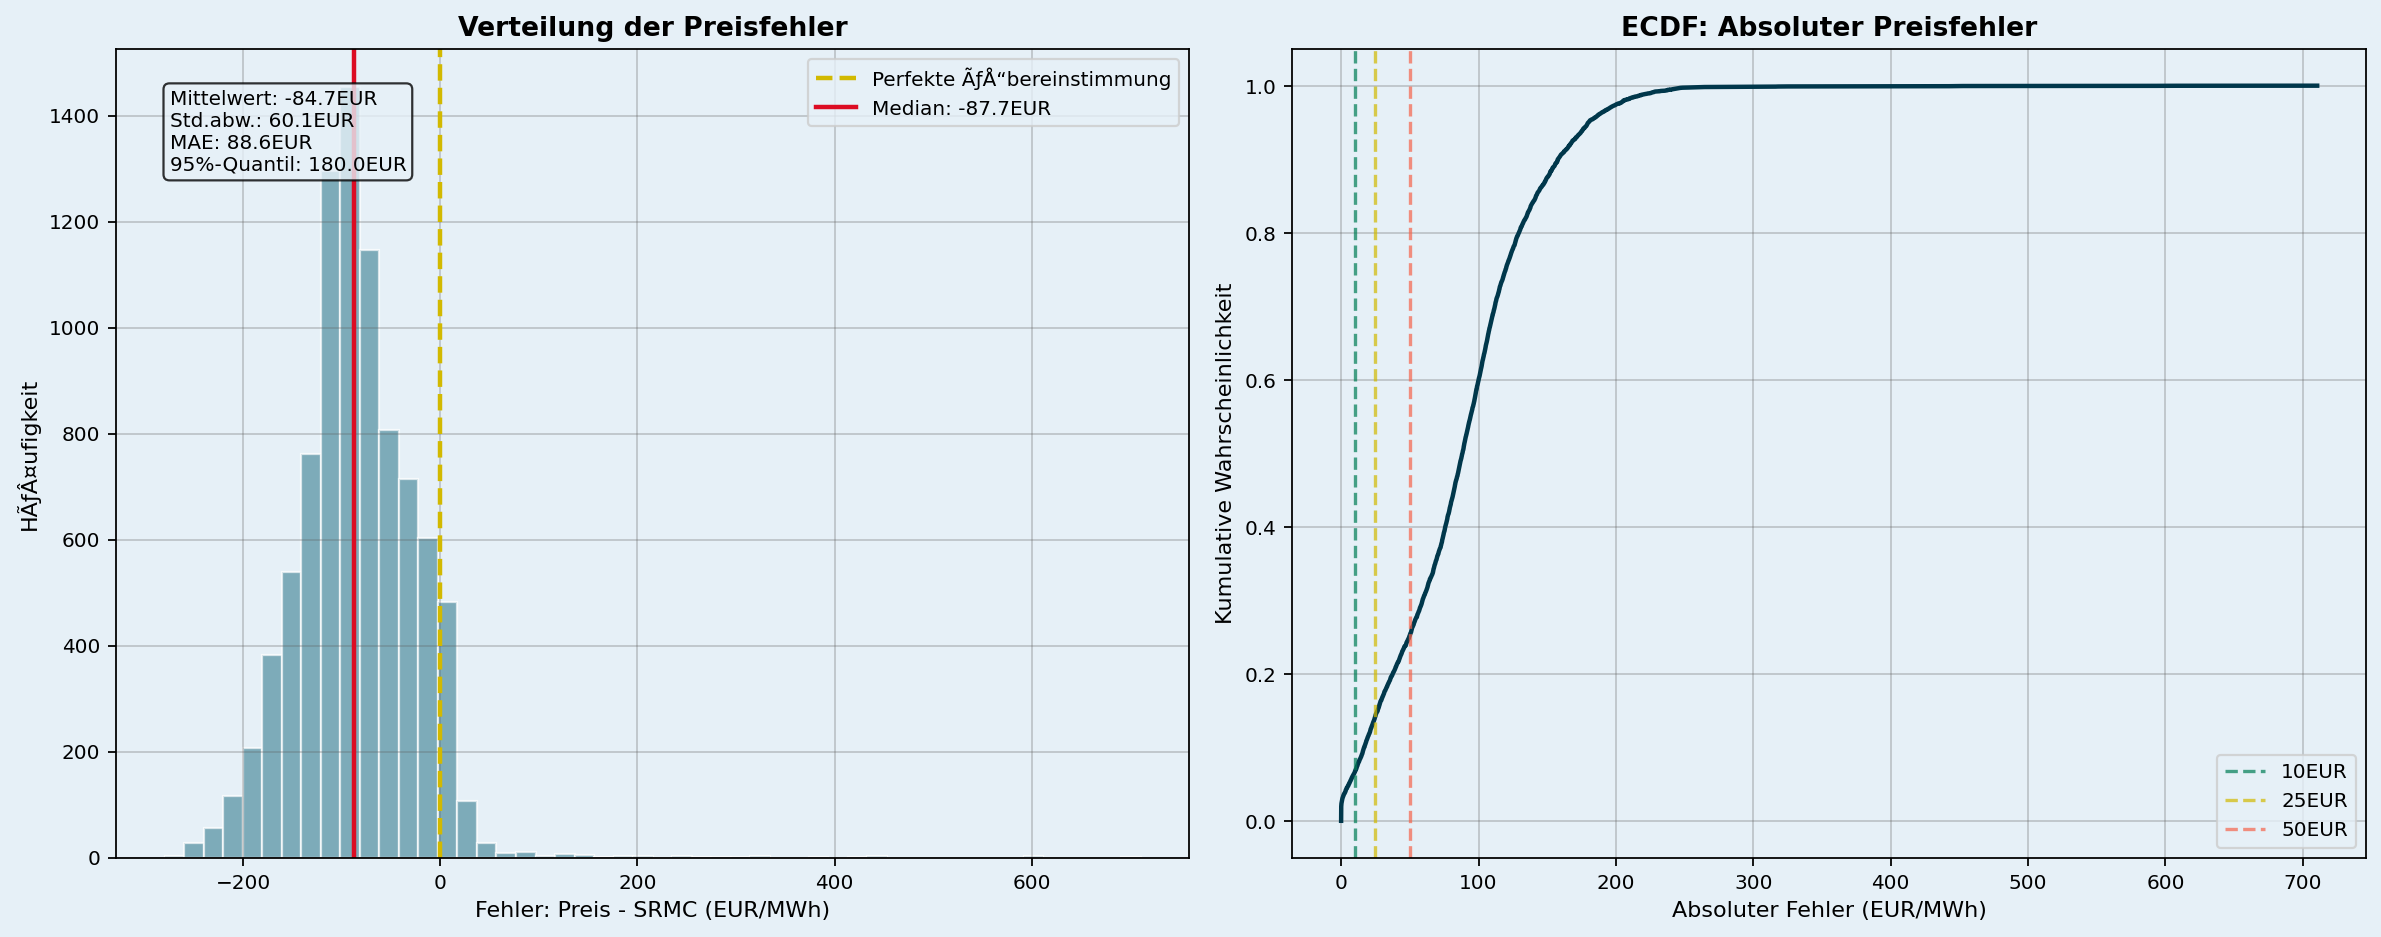 Verteilung der Preisfehler
Mittelwert: -84.7EUR
Std.abw.: 60.1EUR
MAE: 88.6EUR
95%-Quantil: 180.0EUR
Perfekte ÃƒÅ“bereinstimmung
Median: -87.7EUR
HÃƒÂ¤ufigkeit
1400
1200
1000
800
600
400
200
0
−200 0 200 400 600
Fehler: Preis - SRMC (EUR/MWh)
ECDF: Absoluter Preisfehler
Kumulative Wahrscheinlichkeit
1.0
0.8
0.6
0.4
0.2
0.0
10EUR
25EUR
50EUR
0 100 200 300 400 500 600 700
Absoluter Fehler (EUR/MWh)